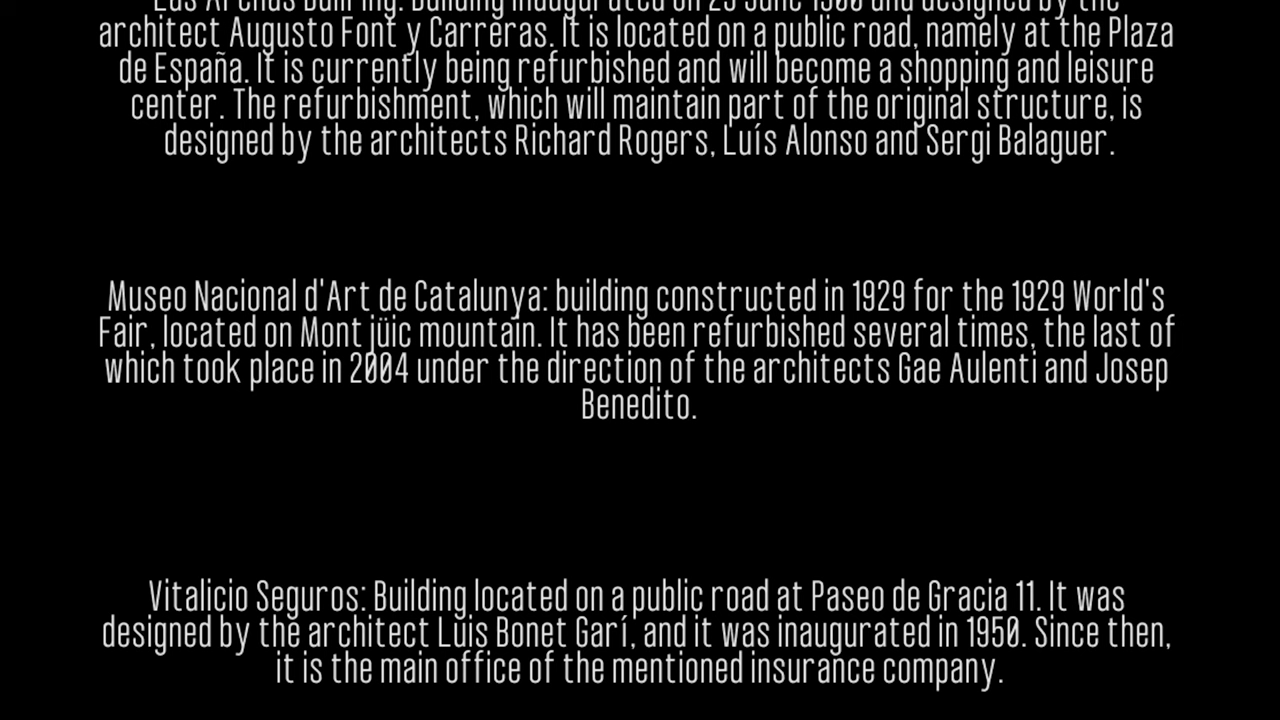 Las Arenas Building: Building inaugurated on 29 June 1900 and designed by the
architect Augusto Font y Carreras. It is located on a public road, namely at the Plaza
de España. It is currently being refurbished and will become a shopping and leisure
center. The refurbishment, which will maintain part of the original structure, is
designed by the architects Richard Rogers, Luís Alonso and Sergi Balaguer.
Museo Nacional d'Art de Catalunya: building constructed in 1929 for the 1929 World's
Fair, located on Montjüic mountain. It has been refurbished several times, the last of
which took place in 2004 under the direction of the architects Gae Aulenti and Josep
Benedito.
Vitalicio Seguros: Building located on a public road at Paseo de Gracia 11. It was
designed by the architect Luis Bonet Garí, and it was inaugurated in 1950. Since then,
it is the main office of the mentioned insurance company.